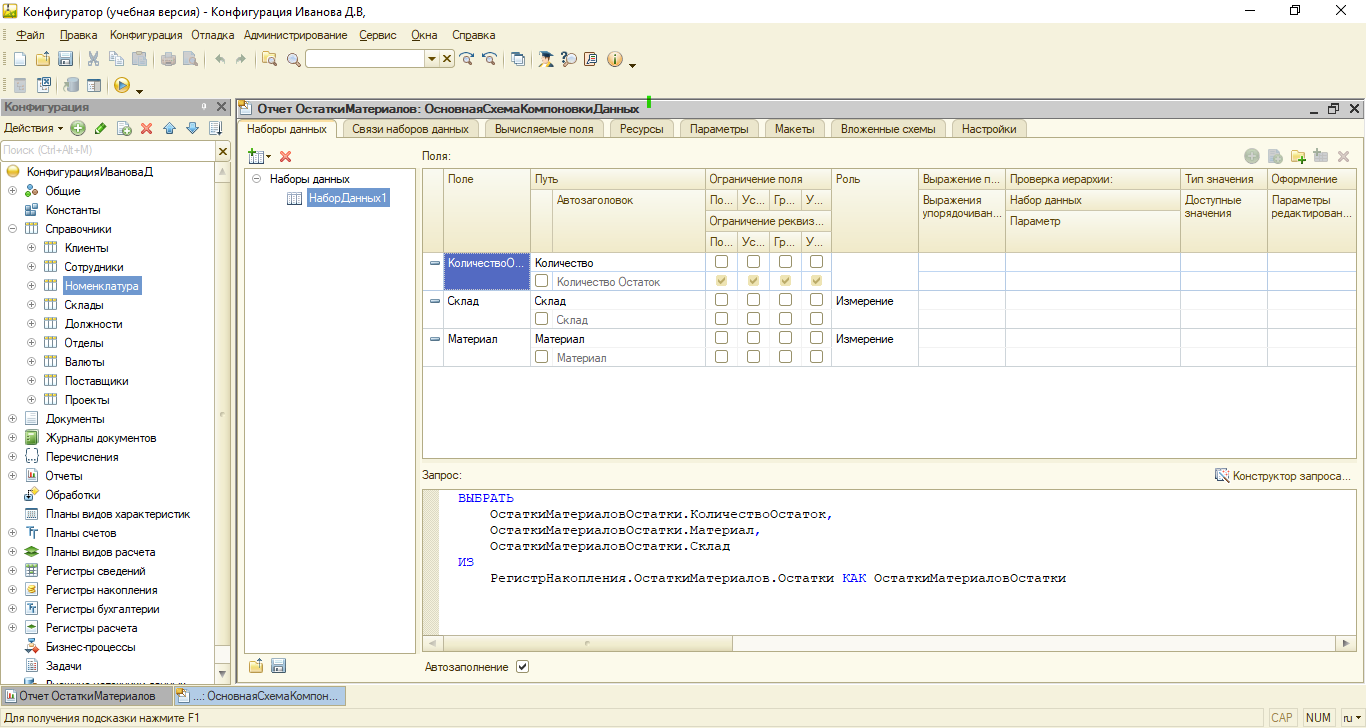 Конфигуратор (учебная версия) - Конфигурация Иванова Д.В,
Файл Правка Конфигурация Отладка Администрирование Сервис Окна Справка
Конфигурация
Действия
Поиск (Ctrl+Alt+M)
КонфигурацияИвановаД
Общие
Константы
Справочники
Клиенты
Сотрудники
Номенклатура
Склады
Должности
Отделы
Валюты
Поставщики
Проекты
Документы
Журналы документов
Перечисления
Отчеты
Обработки
Планы видов характеристик
Планы счетов
Планы видов расчета
Регистры сведений
Регистры накопления
Регистры бухгалтерии
Регистры расчета
Бизнес-процессы
Задачи
Отчет ОстаткиМатериалов: ОсновнаяСхемаКомпоновкиДанных
Наборы данных Связи наборов данных Вычисляемые поля Ресурсы Параметры Макеты Вложенные схемы Настройки
Наборы данных
НаборДанных1
Поля:
Поле Путь Ограничение поля Роль Выражение п... Проверка иерархии: Тип значения Оформление
Автозаголовок По... Ус... Гр... У... Выражения упорядочиван... Набор данных Доступные значения Параметры редактирован...
Ограничение реквиз... Параметр
По... Ус... Гр... У...
КоличествоО... Количество
Количество Остаток
Склад Склад Измерение
Склад
Материал Материал Измерение
Материал
Запрос:
Конструктор запроса...
ВЫБРАТЬ
ОстаткиМатериаловОстатки.КоличествоОстаток,
ОстаткиМатериаловОстатки.Материал,
ОстаткиМатериаловОстатки.Склад
ИЗ
РегистрНакопления.ОстаткиМатериалов.Остатки КАК ОстаткиМатериаловОстатки
Автозаполнение
Отчет ОстаткиМатериалов
...: ОсновнаяСхемаКомпон...
Для получения подсказки нажмите F1
CAP NUM ru